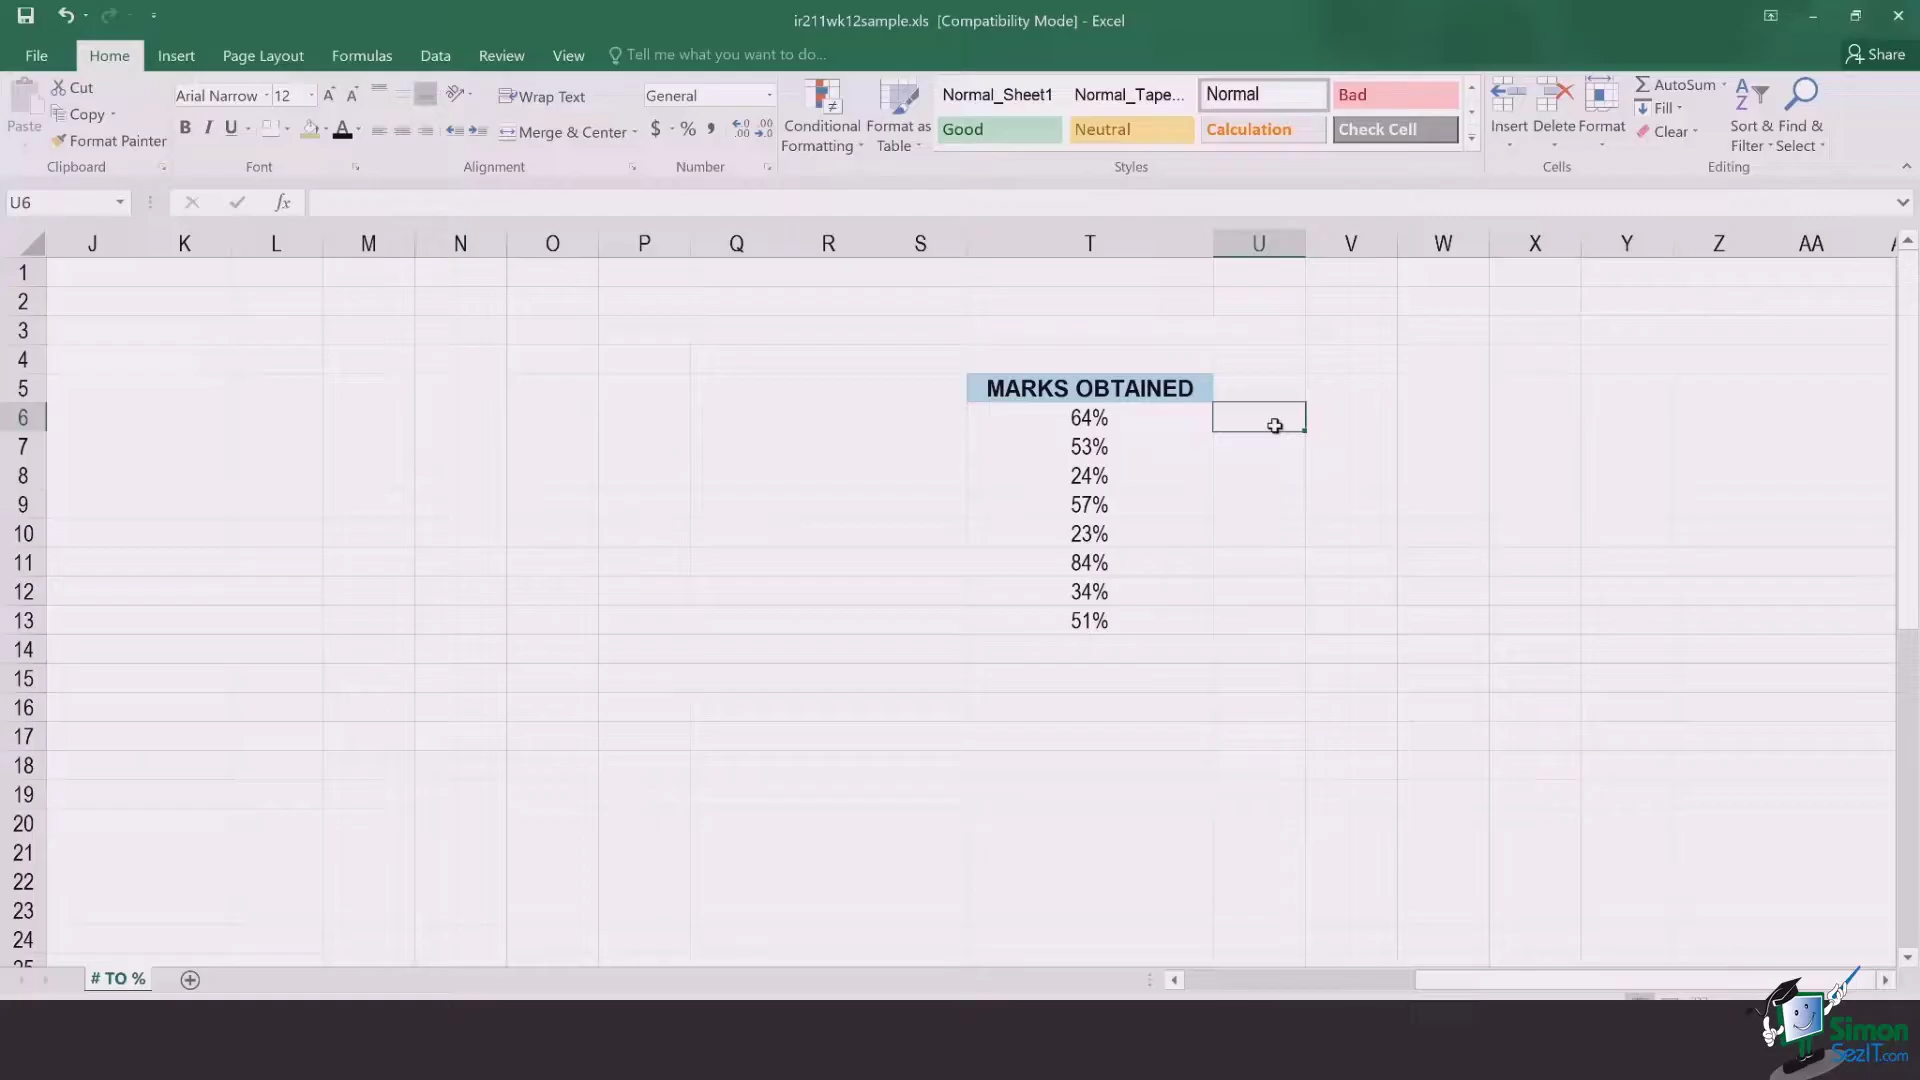 ir211wk12sample.xls [Compatibility Mode] - Excel
File Home Insert Page Layout Formulas Data Review View Tell me what you want to do... Share
Paste
Cut
Copy
Format Painter
Clipboard
Arial Narrow 12
B I U
Font
Wrap Text
Merge & Center
Alignment
General
$ % ,
Number
Conditional Formatting
Format as Table
Normal_Sheet1 Normal_Tape... Normal Bad
Good Neutral Calculation Check Cell
Styles
Insert Delete Format
Cells
AutoSum
Fill
Clear
Sort & Filter
Find & Select
Editing
U6
fx
J K L M N O P Q R S T U V W X Y Z AA
1
2
3
4
5 MARKS OBTAINED
6 64%
7 53%
8 24%
9 57%
10 23%
11 84%
12 34%
13 51%
14
15
16
17
18
19
20
21
22
23
24
25
# TO %
Simon
SezIT.com